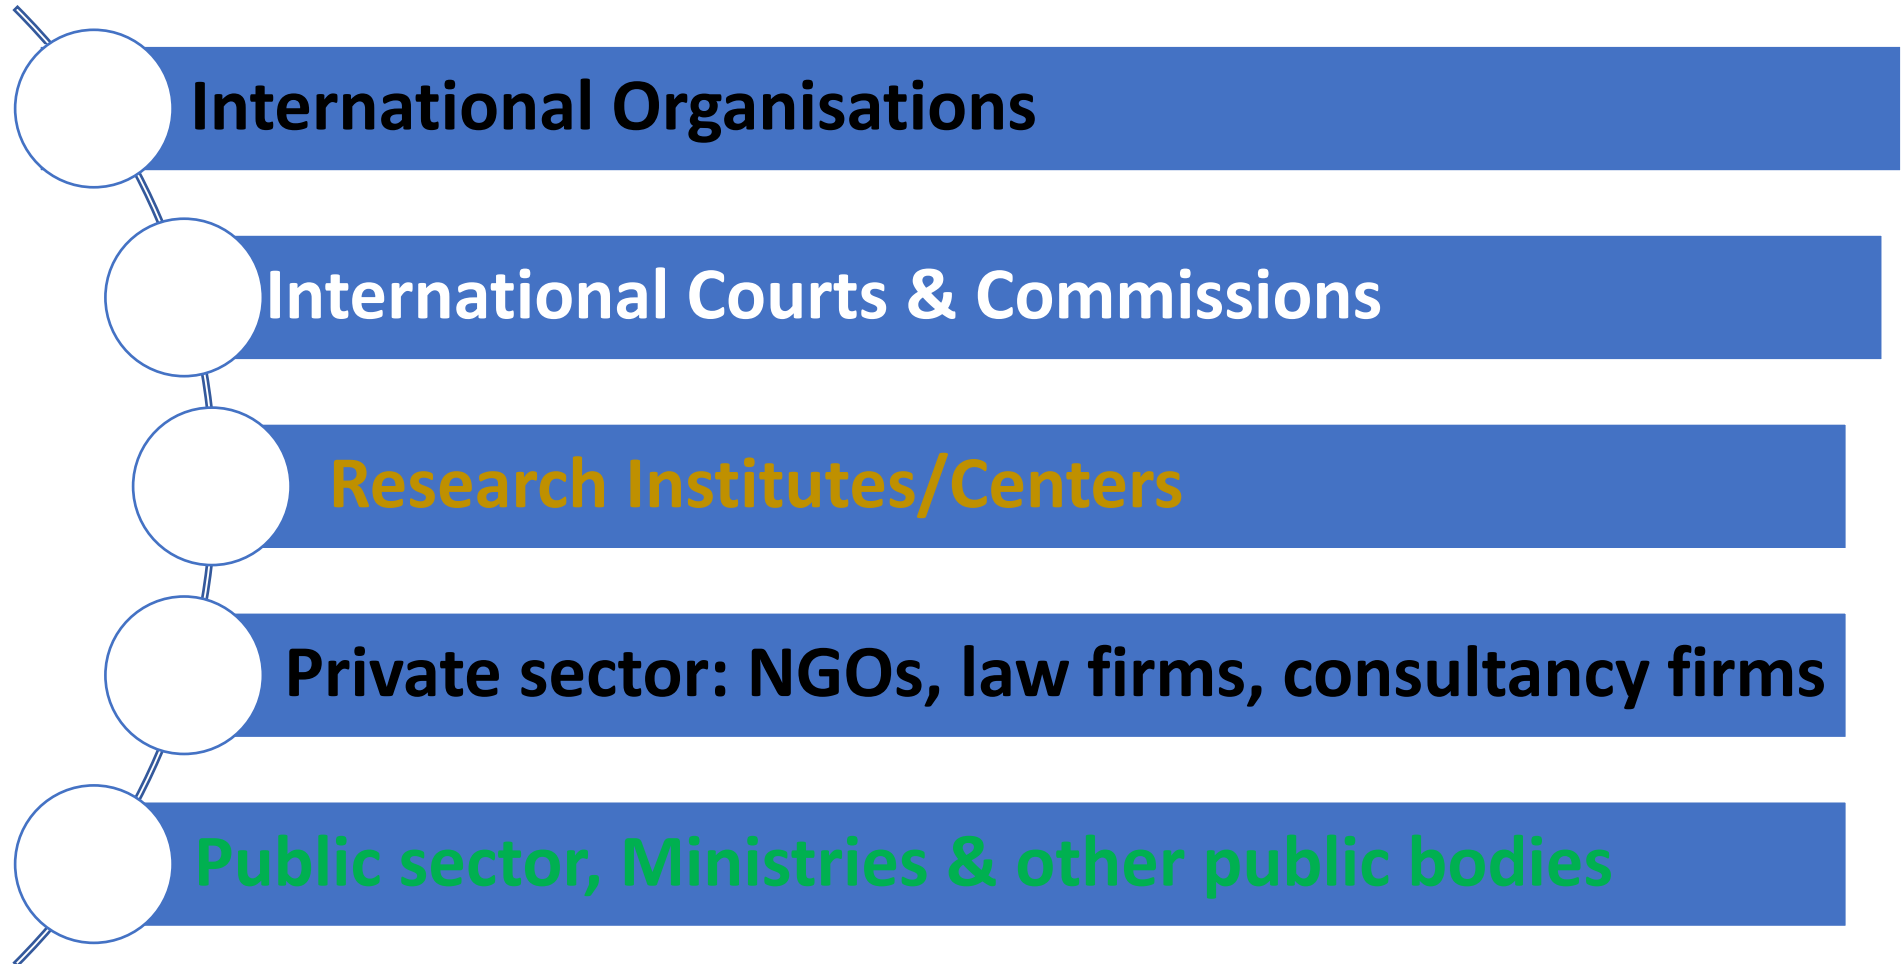 International Organisations
International Courts & Commissions
Research Institutes/Centers
Private sector: NGOs, law firms, consultancy firms
Public sector, Ministries & other public bodies